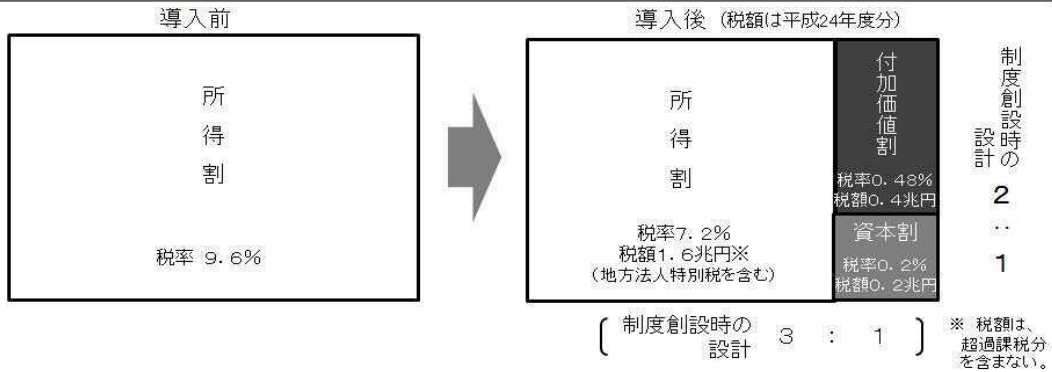 導入前
所得割
税率 9.6%
導入後 (税額は平成24年度分)
所得割
税率7.2%
税額1.6兆円※
(地方法人特別税を含む)
付加価値割
税率0.48%
税額0.4兆円
資本割
税率0.2%
税額0.2兆円
制度創設時の
設計
2
:
1
制度創設時の
設計
3 : 1
※ 税額は、
超過課税分
を含まない。